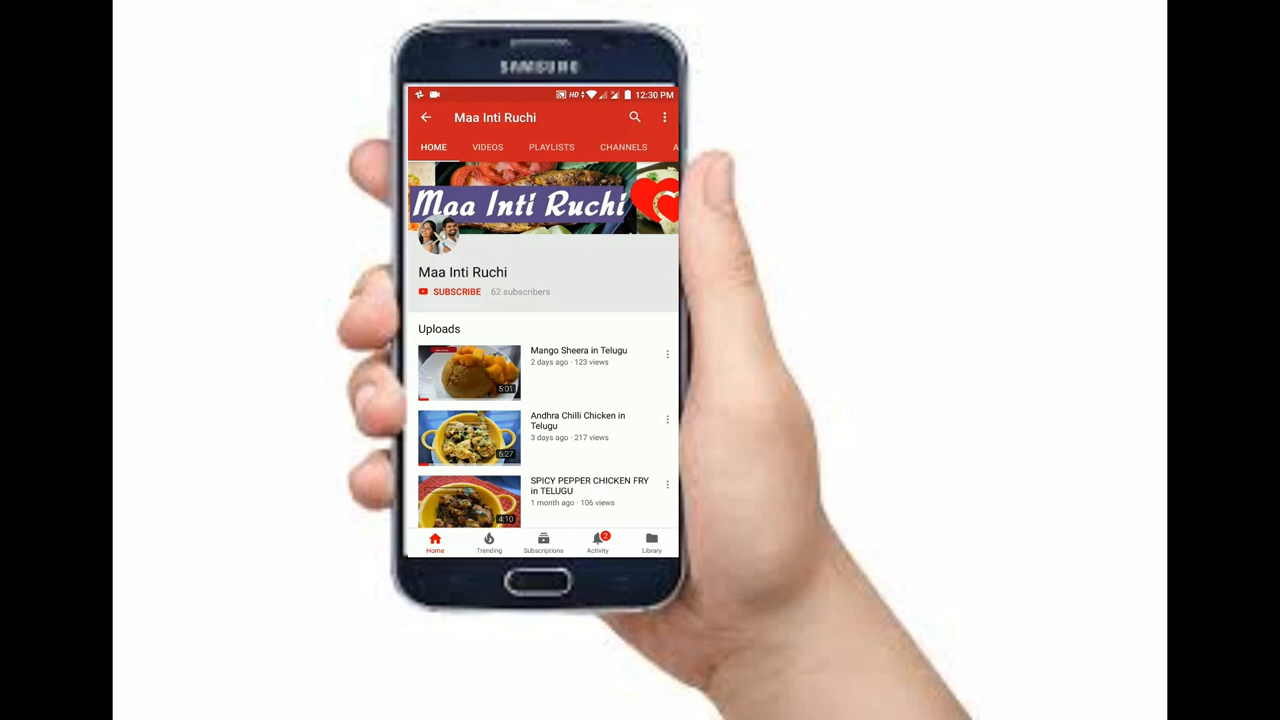 SAMSUNG
HD 12:30 PM
Maa Inti Ruchi
HOME VIDEOS PLAYLISTS CHANNELS A
Maa Inti Ruchi
Maa Inti Ruchi
SUBSCRIBE 62 subscribers
Uploads
Mango Sheera in Telugu
2 days ago · 123 views
5:01
Andhra Chilli Chicken in
Telugu
3 days ago · 217 views
6:27
SPICY PEPPER CHICKEN FRY
in TELUGU
1 month ago · 106 views
4:10
2
Home Trending Subscriptions Activity Library